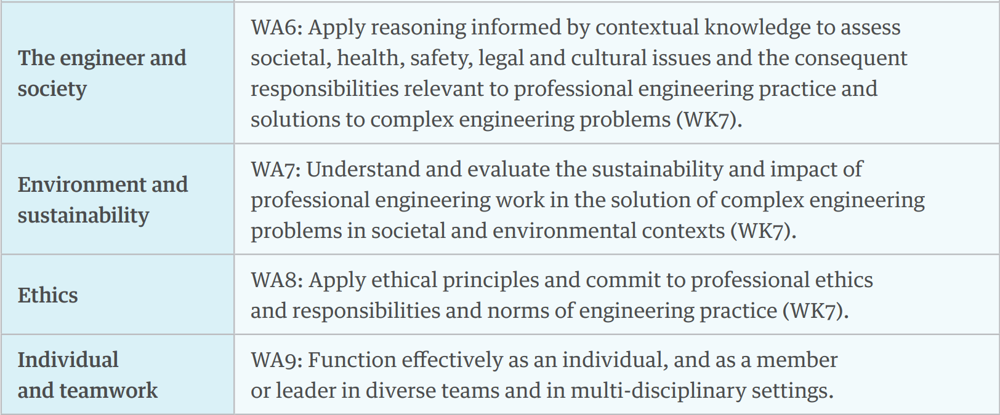 The engineer and
society
WA6: Apply reasoning informed by contextual knowledge to assess
societal, health, safety, legal and cultural issues and the consequent
responsibilities relevant to professional engineering practice and
solutions to complex engineering problems (WK7).
Environment and
sustainability
WA7: Understand and evaluate the sustainability and impact of
professional engineering work in the solution of complex engineering
problems in societal and environmental contexts (WK7).
Ethics
WA8: Apply ethical principles and commit to professional ethics
and responsibilities and norms of engineering practice (WK7).
Individual
and teamwork
WA9: Function effectively as an individual, and as a member
or leader in diverse teams and in multi-disciplinary settings.